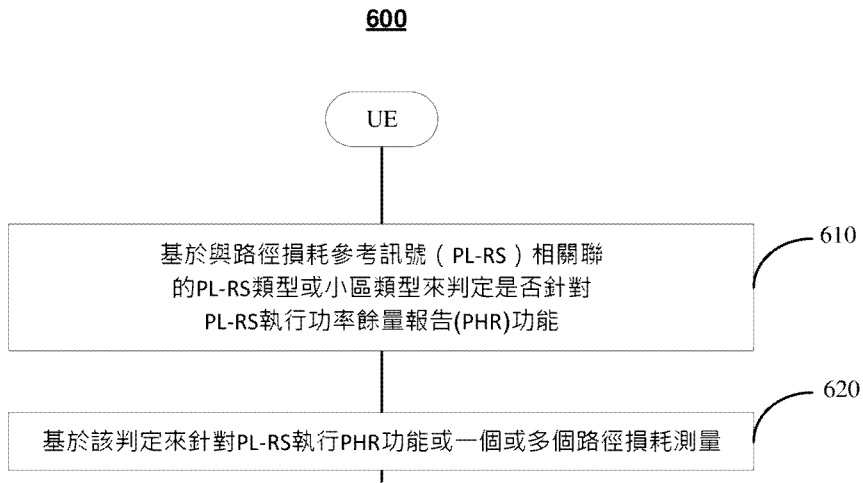 600
UE
基於與路徑損耗參考訊號（PL-RS）相關聯
的PL-RS類型或小區類型來判定是否針對
PL-RS執行功率餘量報告(PHR)功能
610
基於該判定來針對PL-RS執行PHR功能或一個或多個路徑損耗測量
620